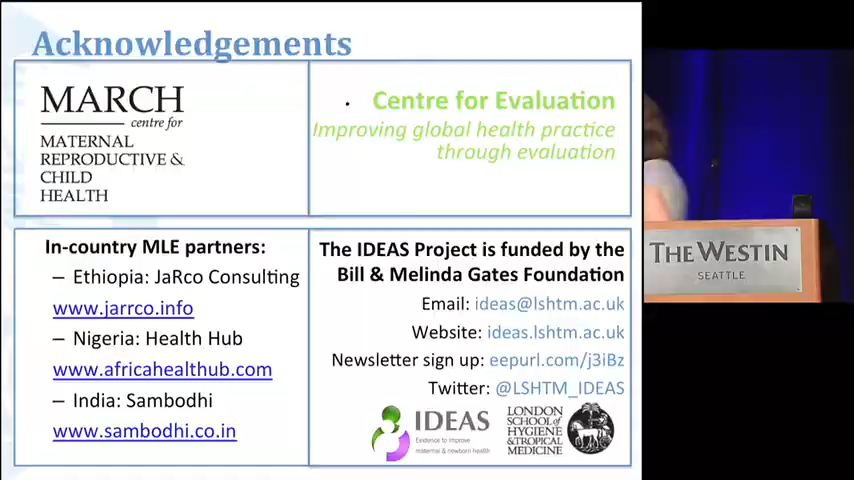 Acknowledgements
MARCH
centre for
MATERNAL
REPRODUCTIVE &
CHILD
HEALTH
• Centre for Evaluation
Improving global health practice
through evaluation
In-country MLE partners:
– Ethiopia: JaRco Consulting
www.jarrco.info
– Nigeria: Health Hub
www.africahealthub.com
– India: Sambodhi
www.sambodhi.co.in
The IDEAS Project is funded by the
Bill & Melinda Gates Foundation
Email: ideas@lshtm.ac.uk
Website: ideas.lshtm.ac.uk
Newsletter sign up: eepurl.com/j3iBz
Twitter: @LSHTM_IDEAS
IDEAS
Evidence to improve
maternal & newborn health
LONDON
SCHOOL of
HYGIENE
&TROPICAL
MEDICINE
THE WESTIN
SEATTLE